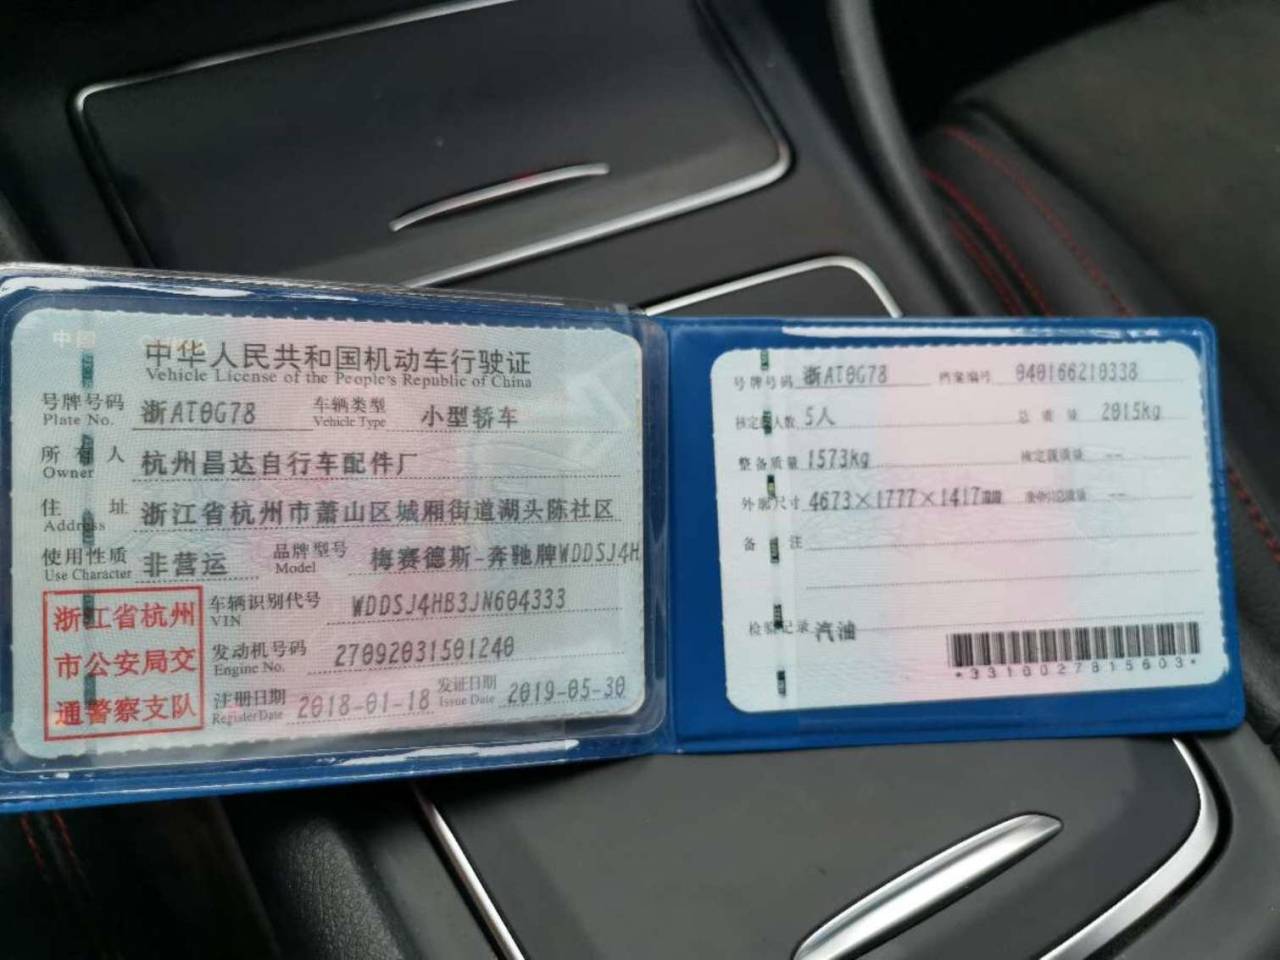 中国
中华人民共和国机动车行驶证
Vehicle License of the People's Republic of China
号牌号码 浙AT0G78 车辆类型 小型轿车
Plate No. Vehicle Type
所有人 杭州昌达自行车配件厂
Owner
住址 浙江省杭州市萧山区城厢街道湖头陈社区
Address
使用性质 非营运 品牌型号 梅赛德斯-奔驰牌WDDSJ4H
Use Character Model
浙江省杭州
市公安局交
通警察支队
车辆识别代号 WDDSJ4HB3JN604333
VIN
发动机号码 27092031501240
Engine No.
注册日期 2018-01-18 发证日期 2019-05-30
Register Date Issue Date
号牌号码 浙AT0G78 档案编号 040166210338
核定载人数 5人 总质量 2015kg
整备质量 1573kg 核定载质量 --
外廓尺寸 4673×1777×1417mm 准牵引总质量 --
备注
检验记录 汽油
*3310027815603*